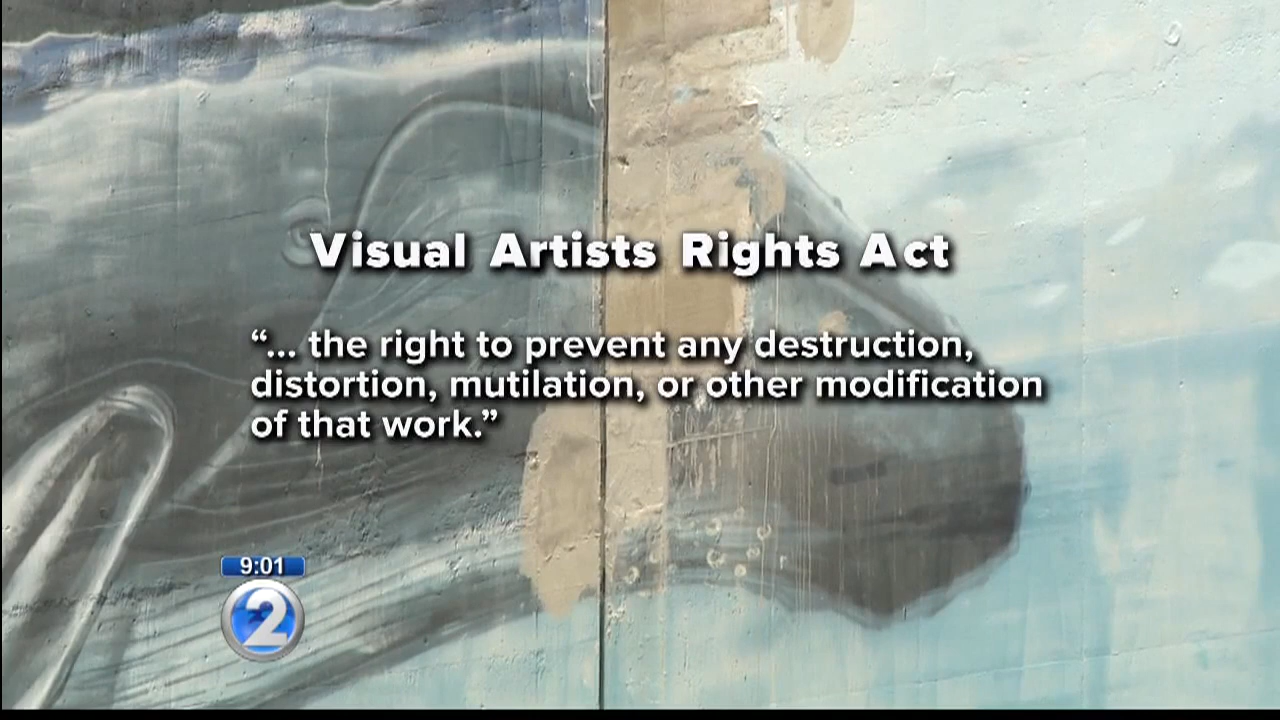 Visual Artists Rights Act
“... the right to prevent any destruction,
distortion, mutilation, or other modification
of that work.”
9:01
2